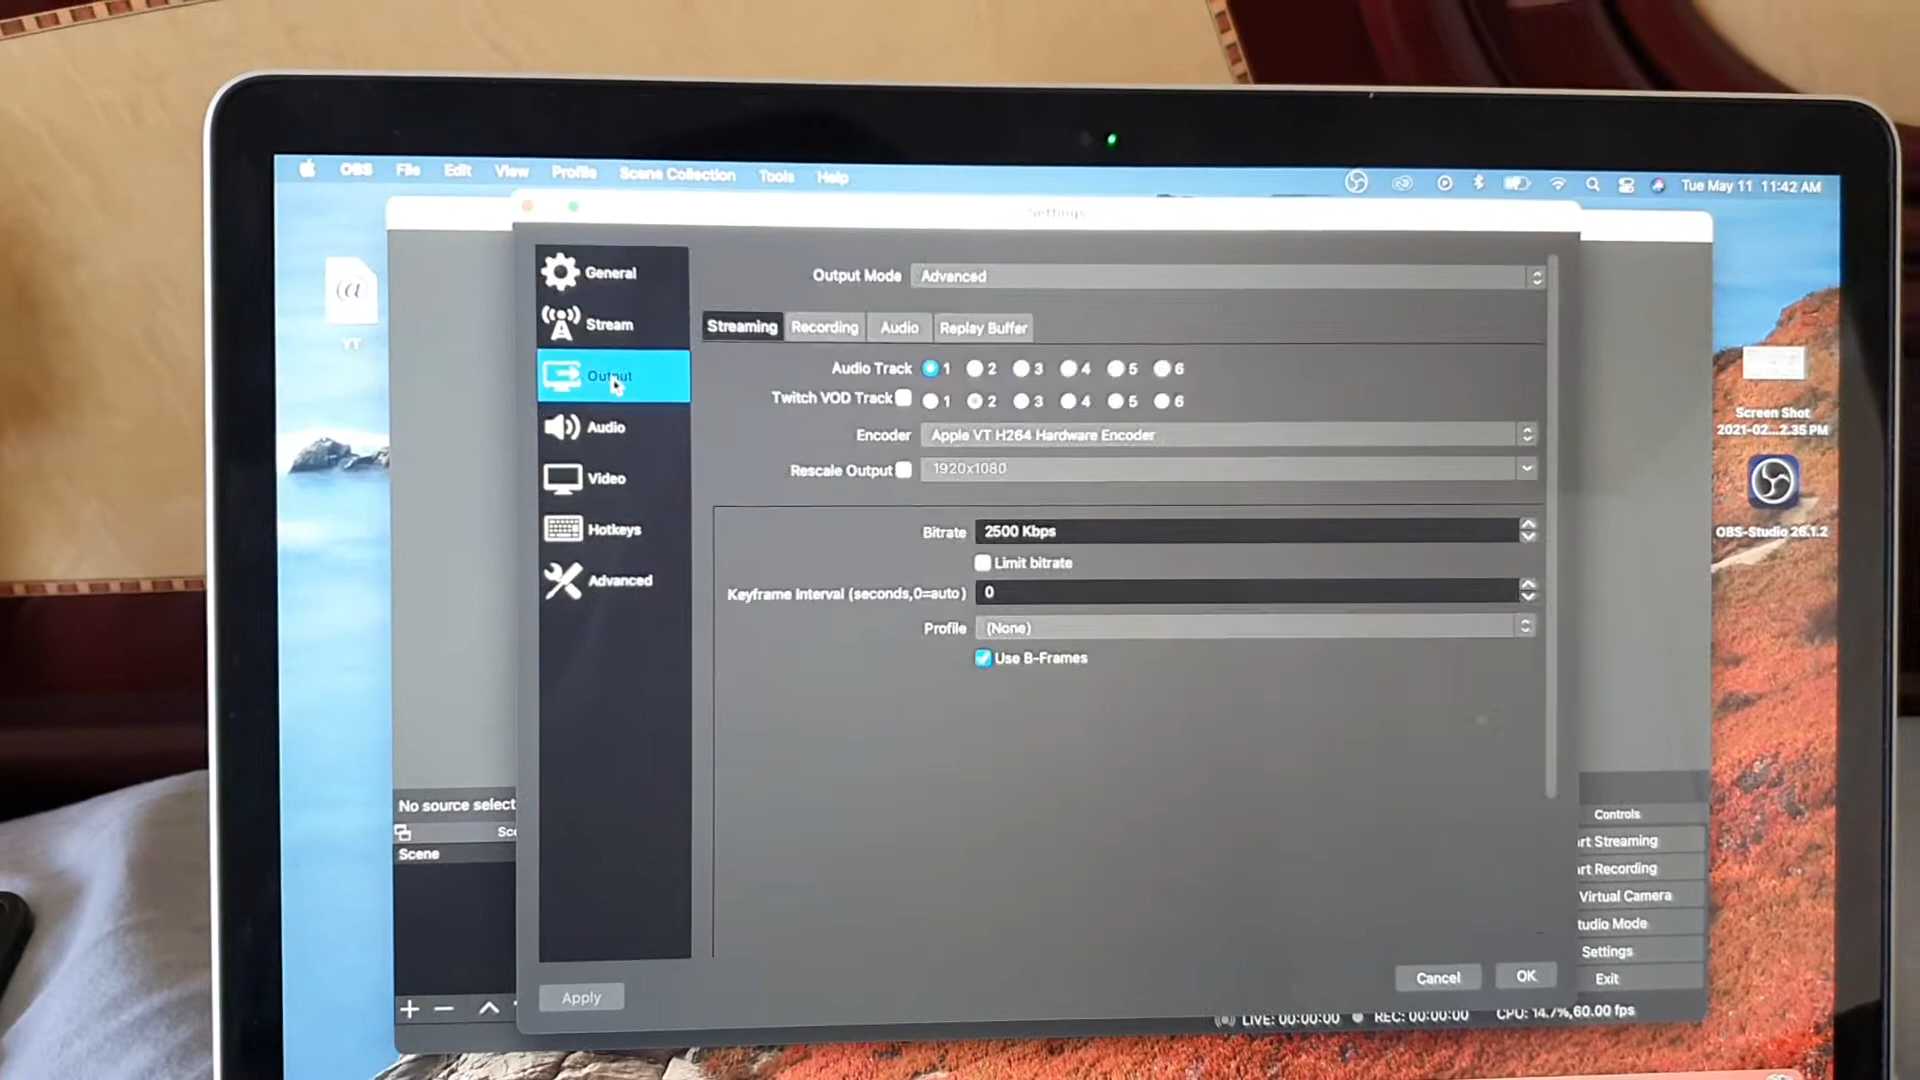 OBS File Edit View Profile Scene Collection Tools Help Tue May 11 11:42 AM
Settings
@
YT
General
Stream
Output
Audio
Video
Hotkeys
Advanced
Output Mode Advanced
Streaming Recording Audio Replay Buffer
Audio Track 1 2 3 4 5 6
Twitch VOD Track 1 2 3 4 5 6
Encoder Apple VT H264 Hardware Encoder
Rescale Output 1920x1080
Bitrate 2500 Kbps
Limit bitrate
Keyframe Interval (seconds,0=auto) 0
Profile (None)
Use B-Frames
Screen Shot
2021-02...2.35 PM
OBS-Studio 26.1.2
No source select
Sce
Scene
Controls
rt Streaming
rt Recording
Virtual Camera
tudio Mode
Settings
Exit
Apply
Cancel OK
LIVE: 00:00:00 REC: 00:00:00 CPU: 14.7%,60.00 fps